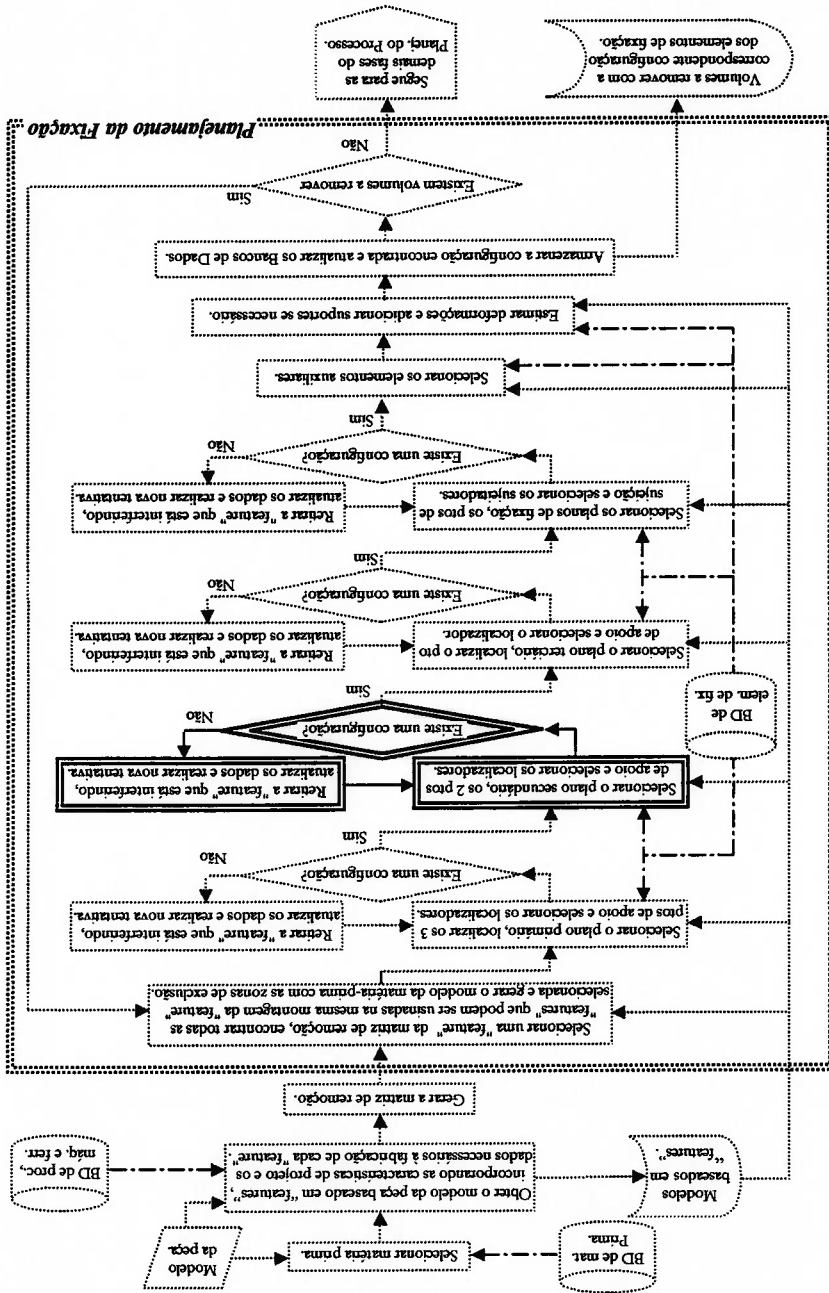 Modelo
da peça.
Selecionar matéria prima.
BD de mat.
Prima.
BD de proc,
máq. e ferr.
Obter o modelo da peça baseado em “features”,
incorporando as características de projeto e os
dados necessários à fabricação de cada “feature”.
Modelos
baseados em
“features”.
Gerar a matriz de remoção.
Selecionar uma "feature" da matriz de remoção, encontrar todas as
"features" que podem ser usinadas na mesma montagem da "feature"
selecionada e gerar o modelo da matéria-prima com as zonas de exclusão.
Selecionar o plano primário, localizar os 3
ptos de apoio e selecionar os localizadores.
Retirar a "feature" que está interferindo,
atualizar os dados e realizar nova tentativa.
Existe uma configuração?
Não
Sim
Selecionar o plano secundário, os 2 ptos
de apoio e selecionar os localizadores.
Retirar a "feature" que está interferindo,
atualizar os dados e realizar nova tentativa.
Existe uma configuração?
Não
Sim
BD de
elem. de fix.
Selecionar o plano terciário, localizar o pto
de apoio e selecionar o localizador.
Retirar a "feature" que está interferindo,
atualizar os dados e realizar nova tentativa.
Existe uma configuração?
Não
Sim
Selecionar os planos de fixação, os ptos de
sujeição e selecionar os sujeitadores.
Retirar a "feature" que está interferindo,
atualizar os dados e realizar nova tentativa.
Existe uma configuração?
Não
Sim
Selecionar os elementos auxiliares.
Estimar deformações e adicionar suportes se necessário.
Armazenar a configuração encontrada e atualizar os Bancos de Dados.
Existem volumes a remover
Sim
Não
Planejamento da Fixação
Segue para as
demais fases do
Planej. do Processo.
Volumes a remover com a
correspondente configuração
dos elementos de fixação.